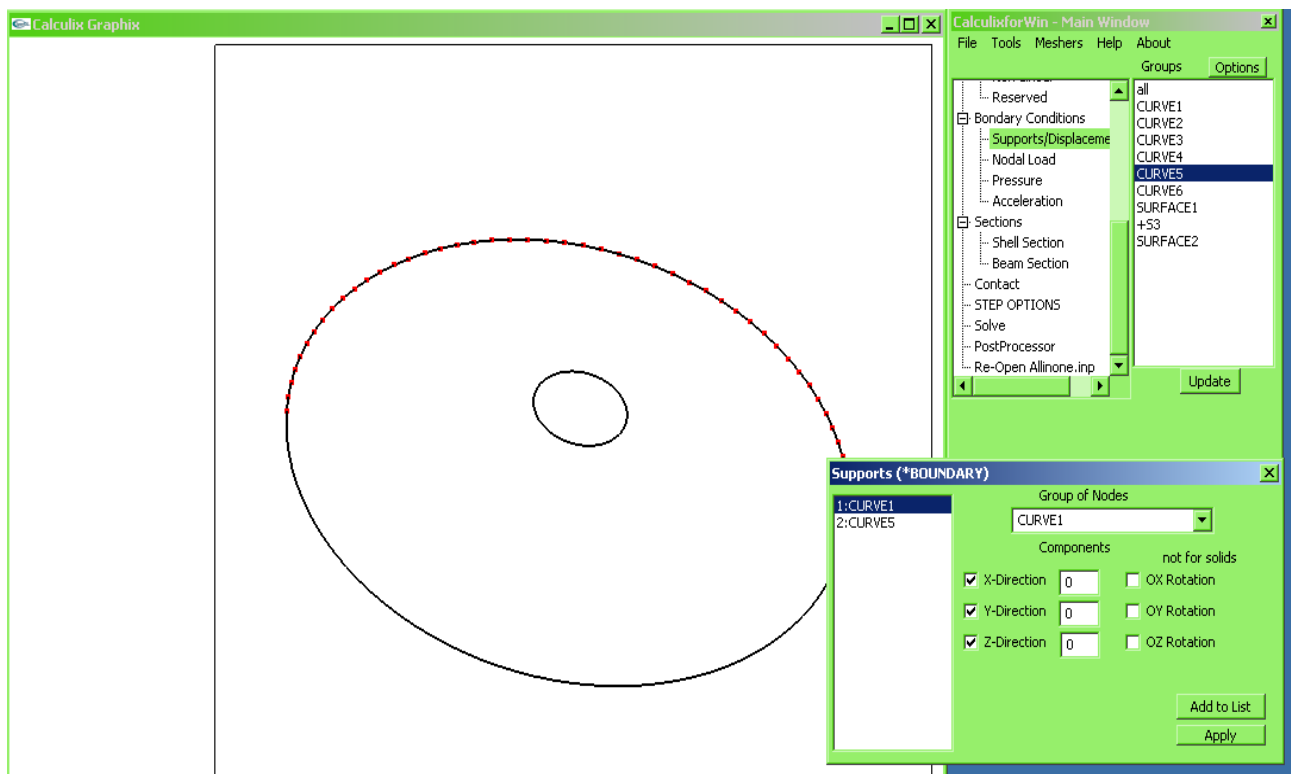 Calculix Graphix
CalculixforWin - Main Window
File Tools Meshers Help About
Groups Options
Reserved
Bondary Conditions
Supports/Displaceme
Nodal Load
Pressure
Acceleration
Sections
Shell Section
Beam Section
Contact
STEP OPTIONS
Solve
PostProcessor
Re-Open Allinone.inp
all
CURVE1
CURVE2
CURVE3
CURVE4
CURVE5
CURVE6
SURFACE1
+S3
SURFACE2
Update
Supports (*BOUNDARY)
1:CURVE1
2:CURVE5
Group of Nodes
CURVE1
Components
not for solids
X-Direction 0 OX Rotation
Y-Direction 0 OY Rotation
Z-Direction 0 OZ Rotation
Add to List
Apply